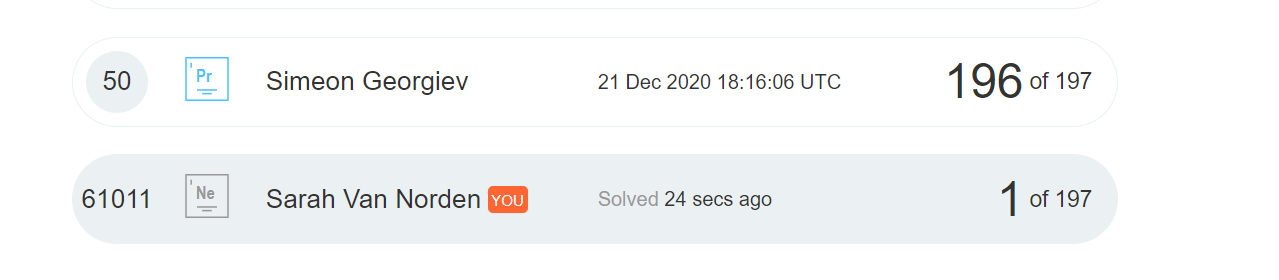 50 Pr Simeon Georgiev 21 Dec 2020 18:16:06 UTC 196 of 197
61011 Ne Sarah Van Norden YOU Solved 24 secs ago 1 of 197